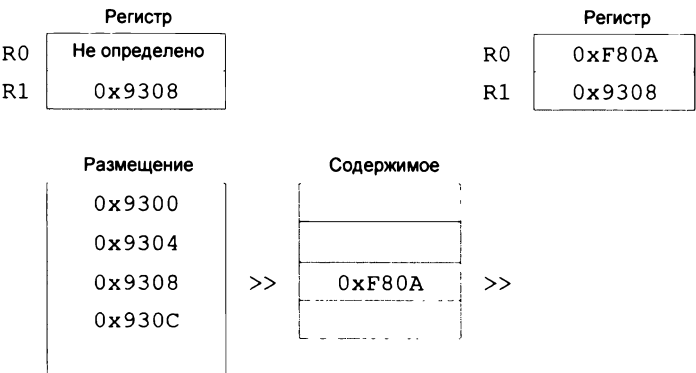 Регистр Регистр
R0 Не определено R0 0xF80A
R1 0x9308 R1 0x9308
Размещение Содержимое
0x9300
0x9304
0x9308 >> 0xF80A >>
0x930C